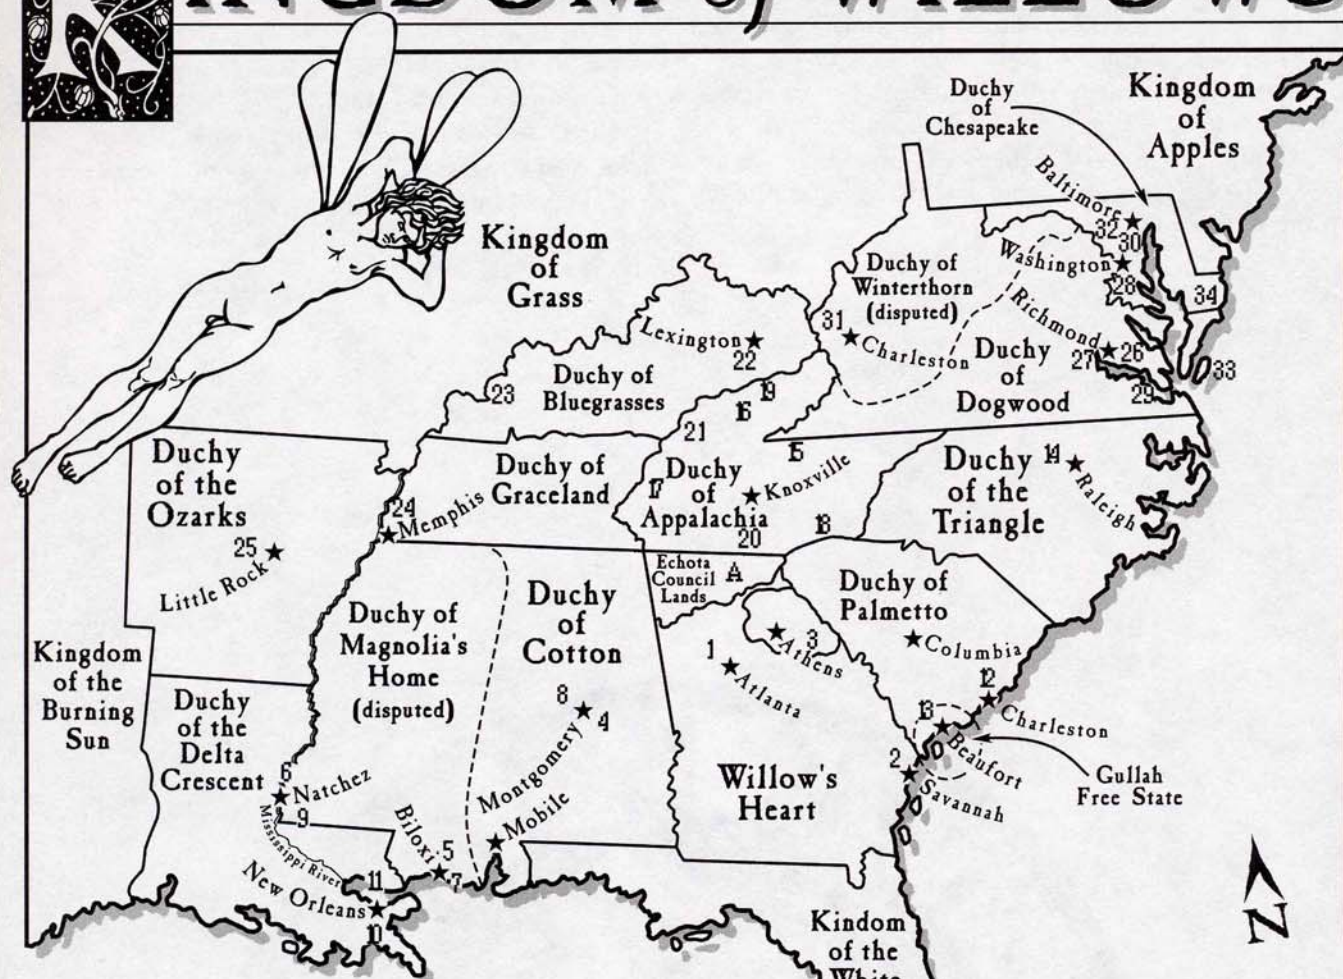 KINGDOM of WILLOWS
Duchy
of
Chesapeake
Kingdom
of
Apples
Baltimore
32
30
Kingdom
of
Grass
Washington
28
Duchy of
Winterthorn
(disputed)
34
Richmond
31
Charleston
27
26
33
29
Lexington
22
Duchy
of
Dogwood
23
Duchy of
Bluegrasses
19
16
21
15
Duchy
of the
Ozarks
25
Little Rock
Duchy of
Graceland
24
Memphis
17
Duchy
of
Appalachia
Knoxville
20
18
Duchy
of the
Triangle
14
Raleigh
Echota
Council
Lands
A
Duchy of
Palmetto
Columbia
Duchy of
Magnolia's
Home
(disputed)
Duchy
of
Cotton
8
4
Montgomery
Mobile
1
Atlanta
3
Athens
Kingdom
of the
Burning
Sun
Duchy
of the
Delta
Crescent
6
Natchez
9
Mississippi River
Biloxi
5
7
11
New Orleans
10
Willow's
Heart
12
Charleston
13
Beaufort
2
Savannah
Gullah
Free State
Kindom
of the
White
N